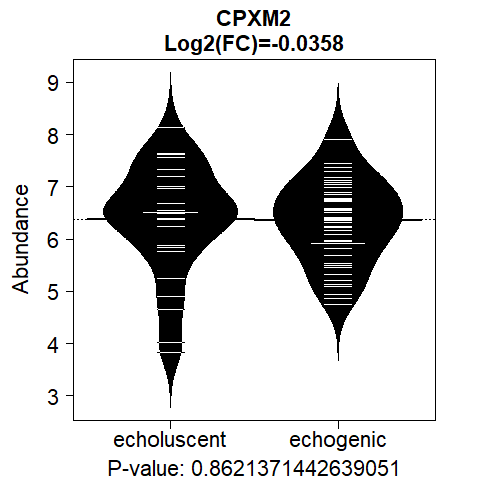 CPXM2
Log2(FC)=-0.0358
Abundance
9
8
7
6
5
4
3
echoluscent echogenic
P-value: 0.8621371442639051